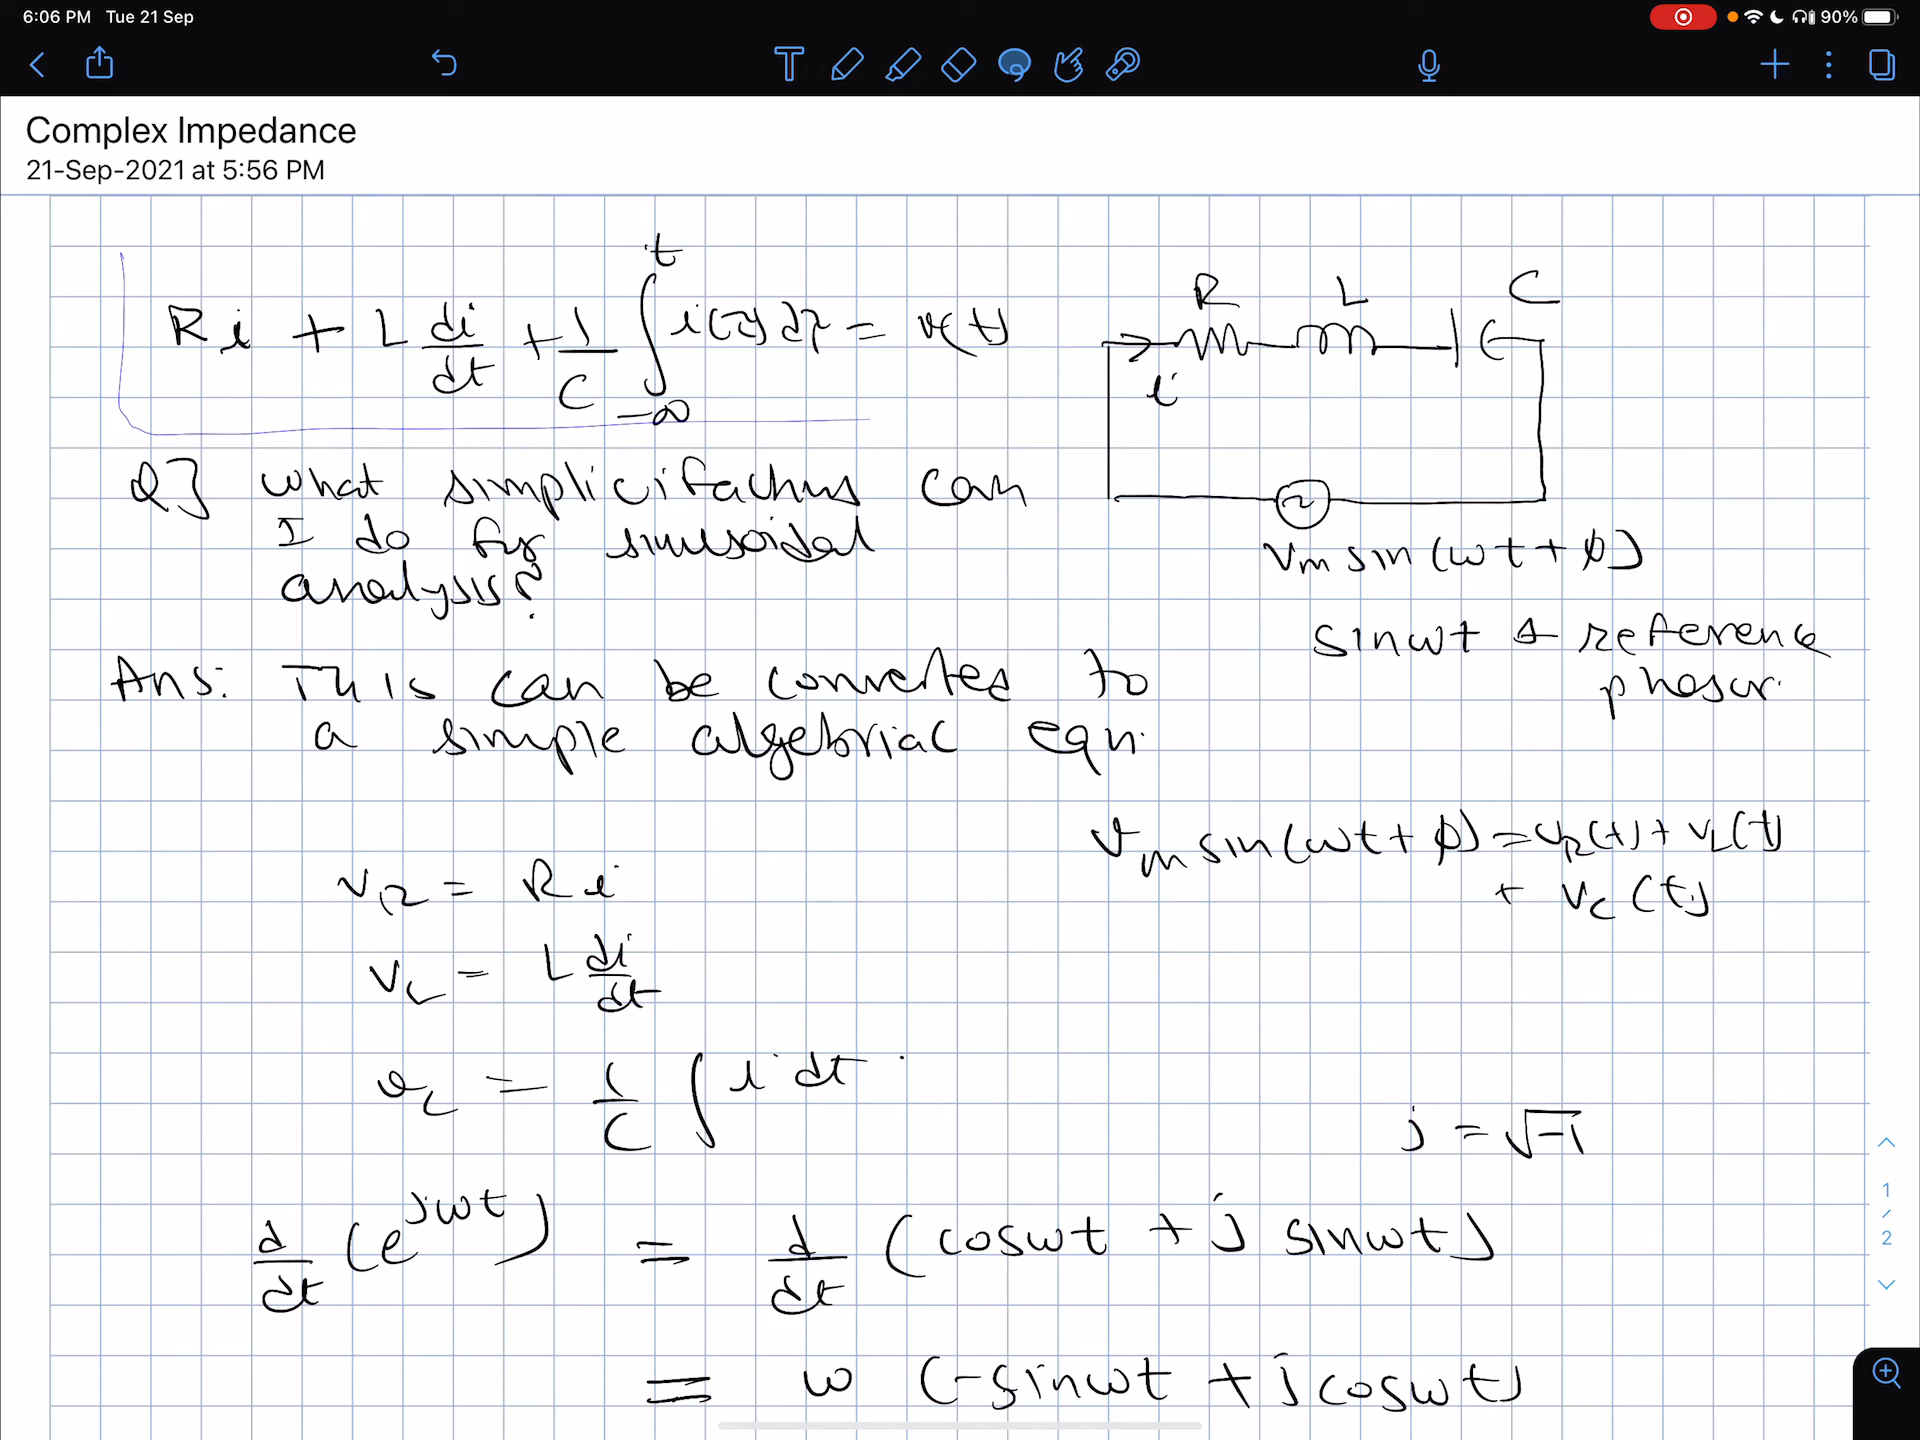 6:06 PM Tue 21 Sep
90%
Complex Impedance
21-Sep-2021 at 5:56 PM
Ri + L di/dt + 1/C ∫_{-∞}^{t} i(τ) dτ = v(t)
R L C
i
Q] What simplicifactions can
I do for sinusoidal
analysis?
Vm sin(ωt + φ)
sinωt → reference
phasor.
Ans: This can be converted to
a simple algebriac eqn.
vm sin(ωt + φ) = vR(t) + vL(t)
+ vC(t)
vR = Ri
vL = L di/dt
vC = 1/C ∫ i dt
j = √-1
d/dt (e^{jωt}) = d/dt (cosωt + j sinωt)
= ω (-sinωt + j cosωt)
1
/
2